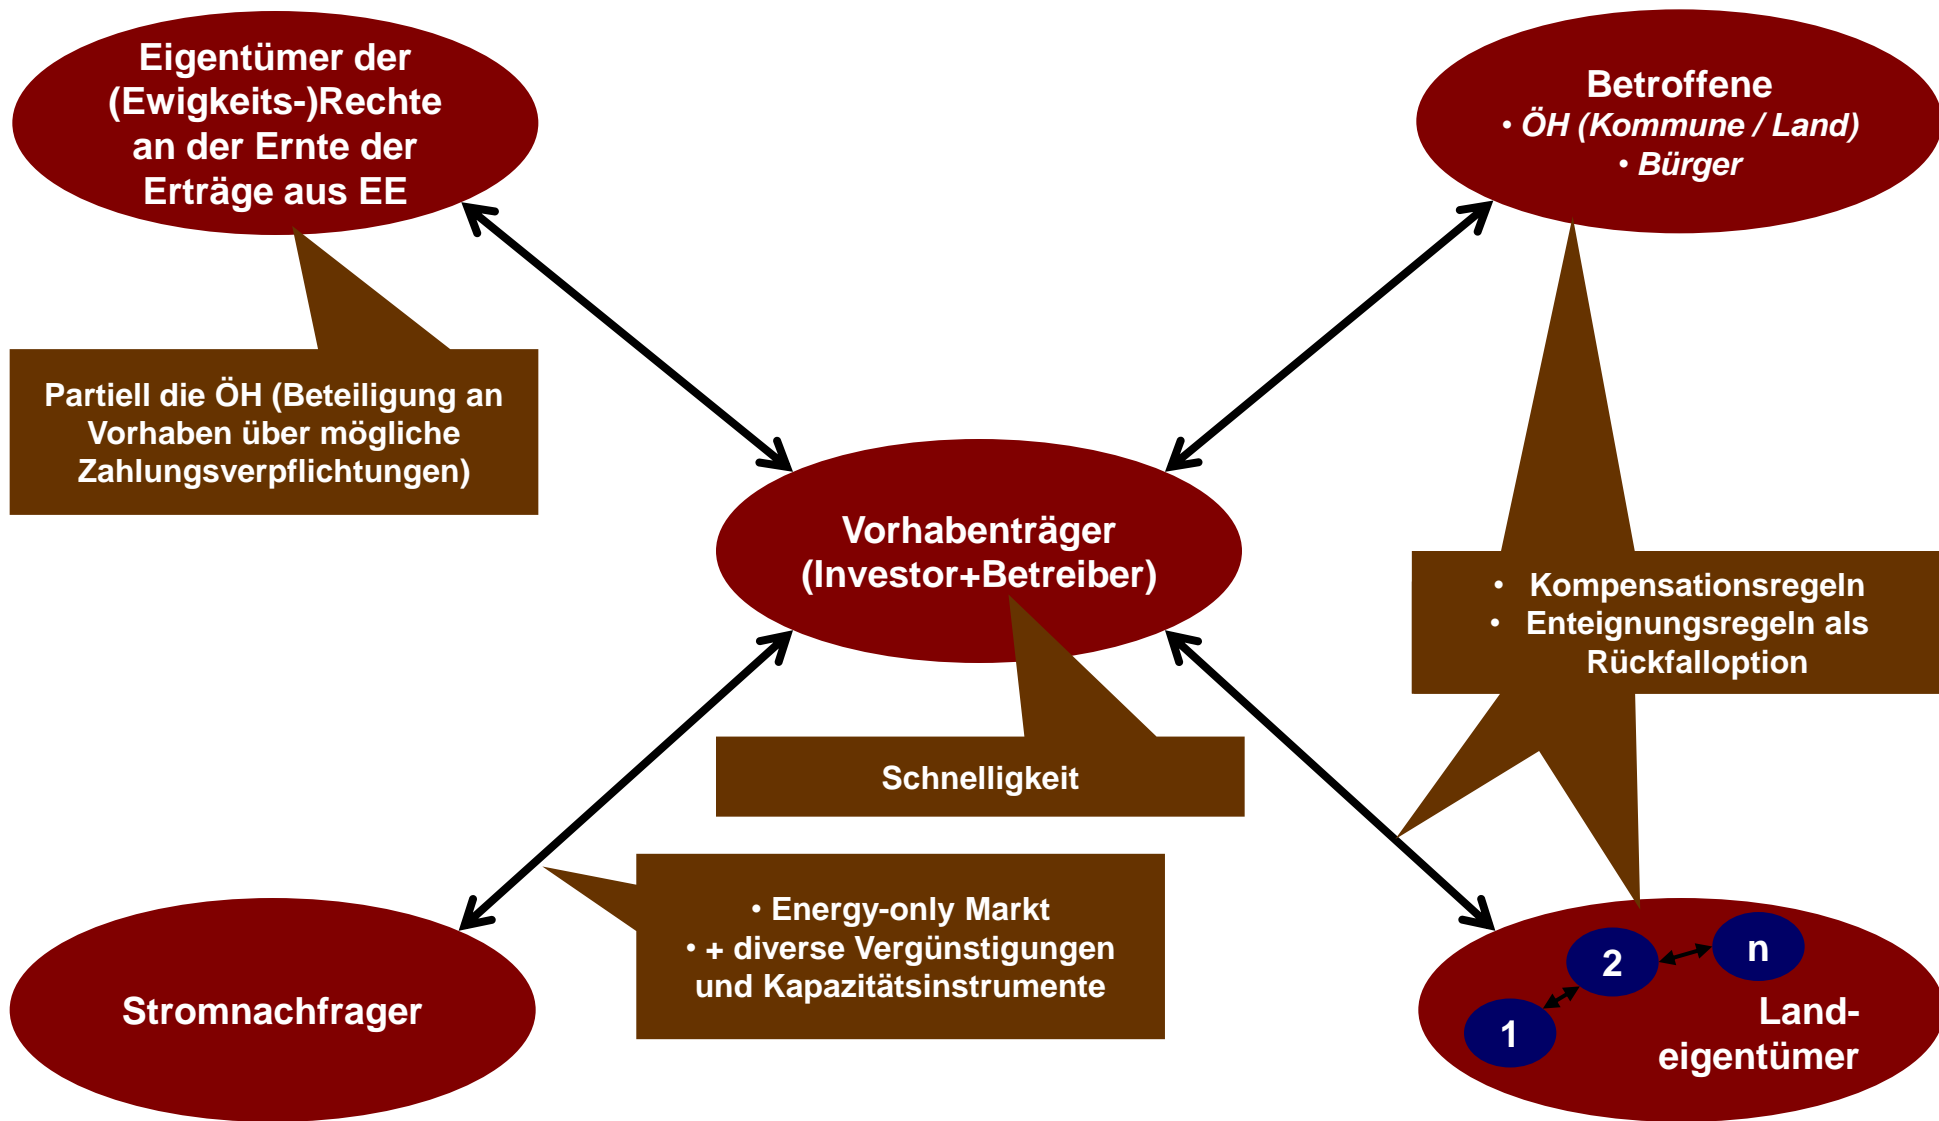 Eigentümer der
(Ewigkeits-)Rechte
an der Ernte der
Erträge aus EE
Betroffene
• ÖH (Kommune / Land)
• Bürger
Partiell die ÖH (Beteiligung an
Vorhaben über mögliche
Zahlungsverpflichtungen)
Vorhabenträger
(Investor+Betreiber)
• Kompensationsregeln
• Enteignungsregeln als
Rückfalloption
Schnelligkeit
• Energy-only Markt
• + diverse Vergünstigungen
und Kapazitätsinstrumente
Stromnachfrager
1
2
n
Land-
eigentümer